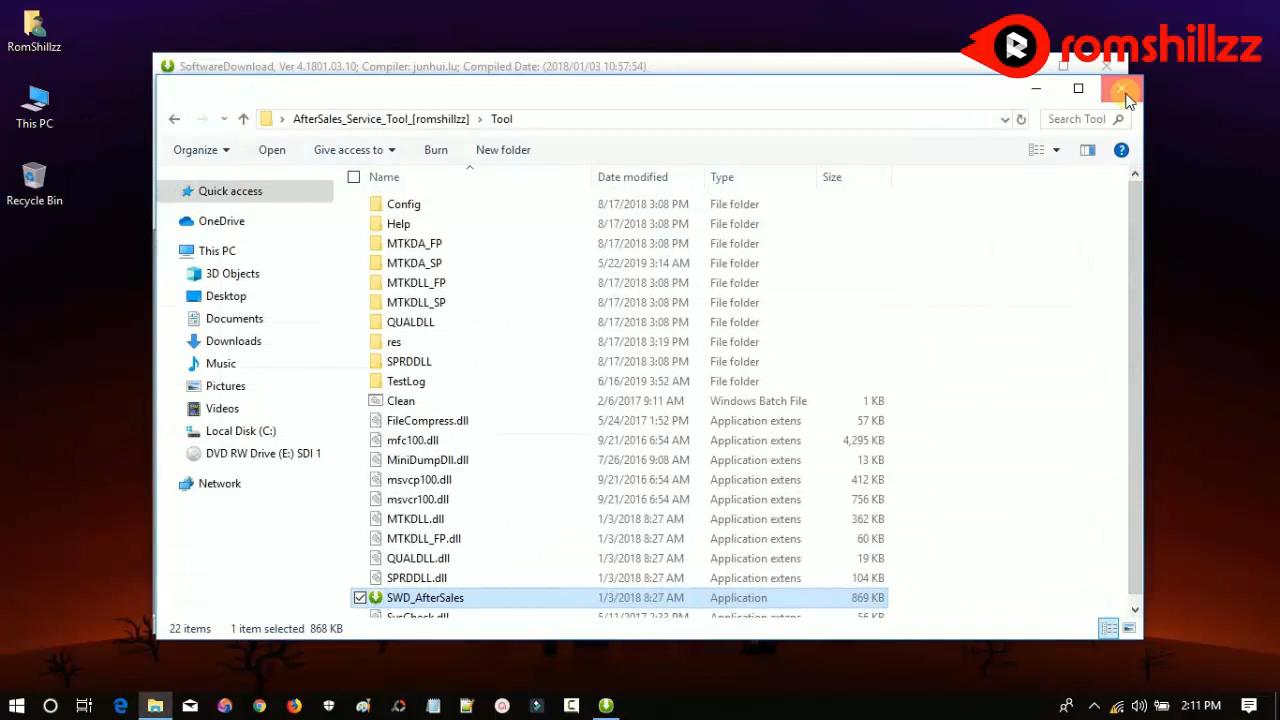 RomShillzz
This PC
Recycle Bin
romshillzz
SoftwareDownload, Ver 4.1801.03.10; Compiler: junhui.lu; Compiled Date: (2018/01/03 10:57:54)
AfterSales_Service_Tool_[romshillzz] > Tool
Search Tool
Organize Open Give access to Burn New folder
Name Date modified Type Size
Quick access
OneDrive
This PC
3D Objects
Desktop
Documents
Downloads
Music
Pictures
Videos
Local Disk (C:)
DVD RW Drive (E:) SDI 1
Network
Config 8/17/2018 3:08 PM File folder
Help 8/17/2018 3:08 PM File folder
MTKDA_FP 8/17/2018 3:08 PM File folder
MTKDA_SP 5/22/2019 3:14 AM File folder
MTKDLL_FP 8/17/2018 3:08 PM File folder
MTKDLL_SP 8/17/2018 3:08 PM File folder
QUALDLL 8/17/2018 3:08 PM File folder
res 8/17/2018 3:19 PM File folder
SPRDDLL 8/17/2018 3:08 PM File folder
TestLog 6/16/2019 3:52 AM File folder
Clean 2/6/2017 9:11 AM Windows Batch File 1 KB
FileCompress.dll 5/24/2017 1:52 PM Application extens 57 KB
mfc100.dll 9/21/2016 6:54 AM Application extens 4,295 KB
MiniDumpDll.dll 7/26/2016 9:08 AM Application extens 13 KB
msvcp100.dll 9/21/2016 6:54 AM Application extens 412 KB
msvcr100.dll 9/21/2016 6:54 AM Application extens 756 KB
MTKDLL.dll 1/3/2018 8:27 AM Application extens 362 KB
MTKDLL_FP.dll 1/3/2018 8:27 AM Application extens 60 KB
QUALDLL.dll 1/3/2018 8:27 AM Application extens 19 KB
SPRDDLL.dll 1/3/2018 8:27 AM Application extens 104 KB
SWD_AfterSales 1/3/2018 8:27 AM Application 869 KB
SysCheck.dll 5/11/2017 2:33 PM Application extens 56 KB
22 items 1 item selected 868 KB
2:11 PM